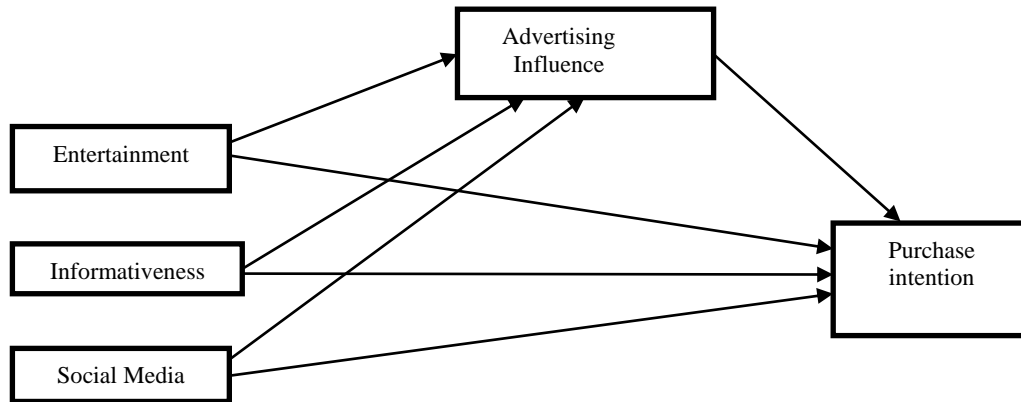 Advertising
Influence
Entertainment
Informativeness
Purchase
intention
Social Media